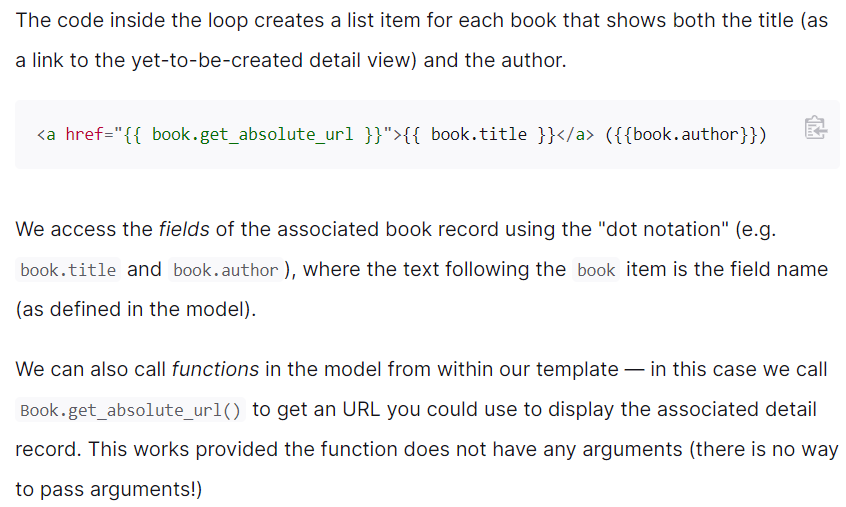 The code inside the loop creates a list item for each book that shows both the title (as
a link to the yet-to-be-created detail view) and the author.
<a href="{{ book.get_absolute_url }}">{{ book.title }}</a> ({{book.author}})
We access the fields of the associated book record using the "dot notation" (e.g.
book.title and book.author ), where the text following the book item is the field name
(as defined in the model).
We can also call functions in the model from within our template — in this case we call
Book.get_absolute_url() to get an URL you could use to display the associated detail
record. This works provided the function does not have any arguments (there is no way
to pass arguments!)